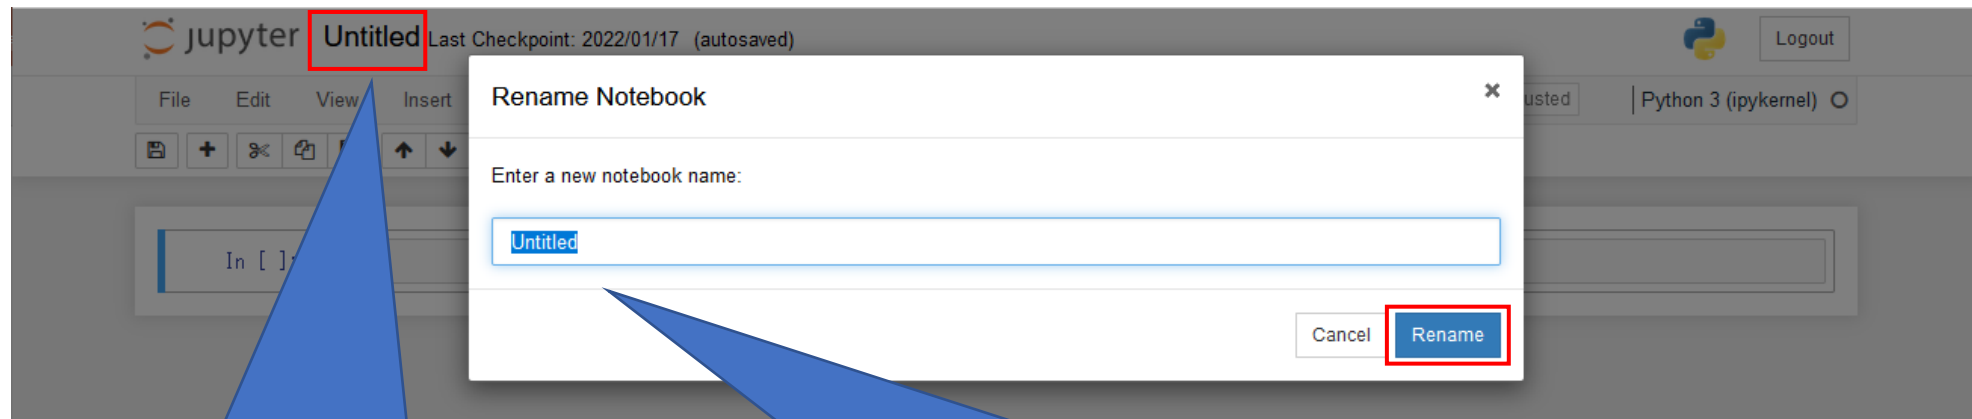 jupyter Untitled Last Checkpoint: 2022/01/17 (autosaved)
Logout
File Edit View Insert
usted
Python 3 (ipykernel)
Rename Notebook
Enter a new notebook name:
Untitled
In [ ]:
Cancel Rename